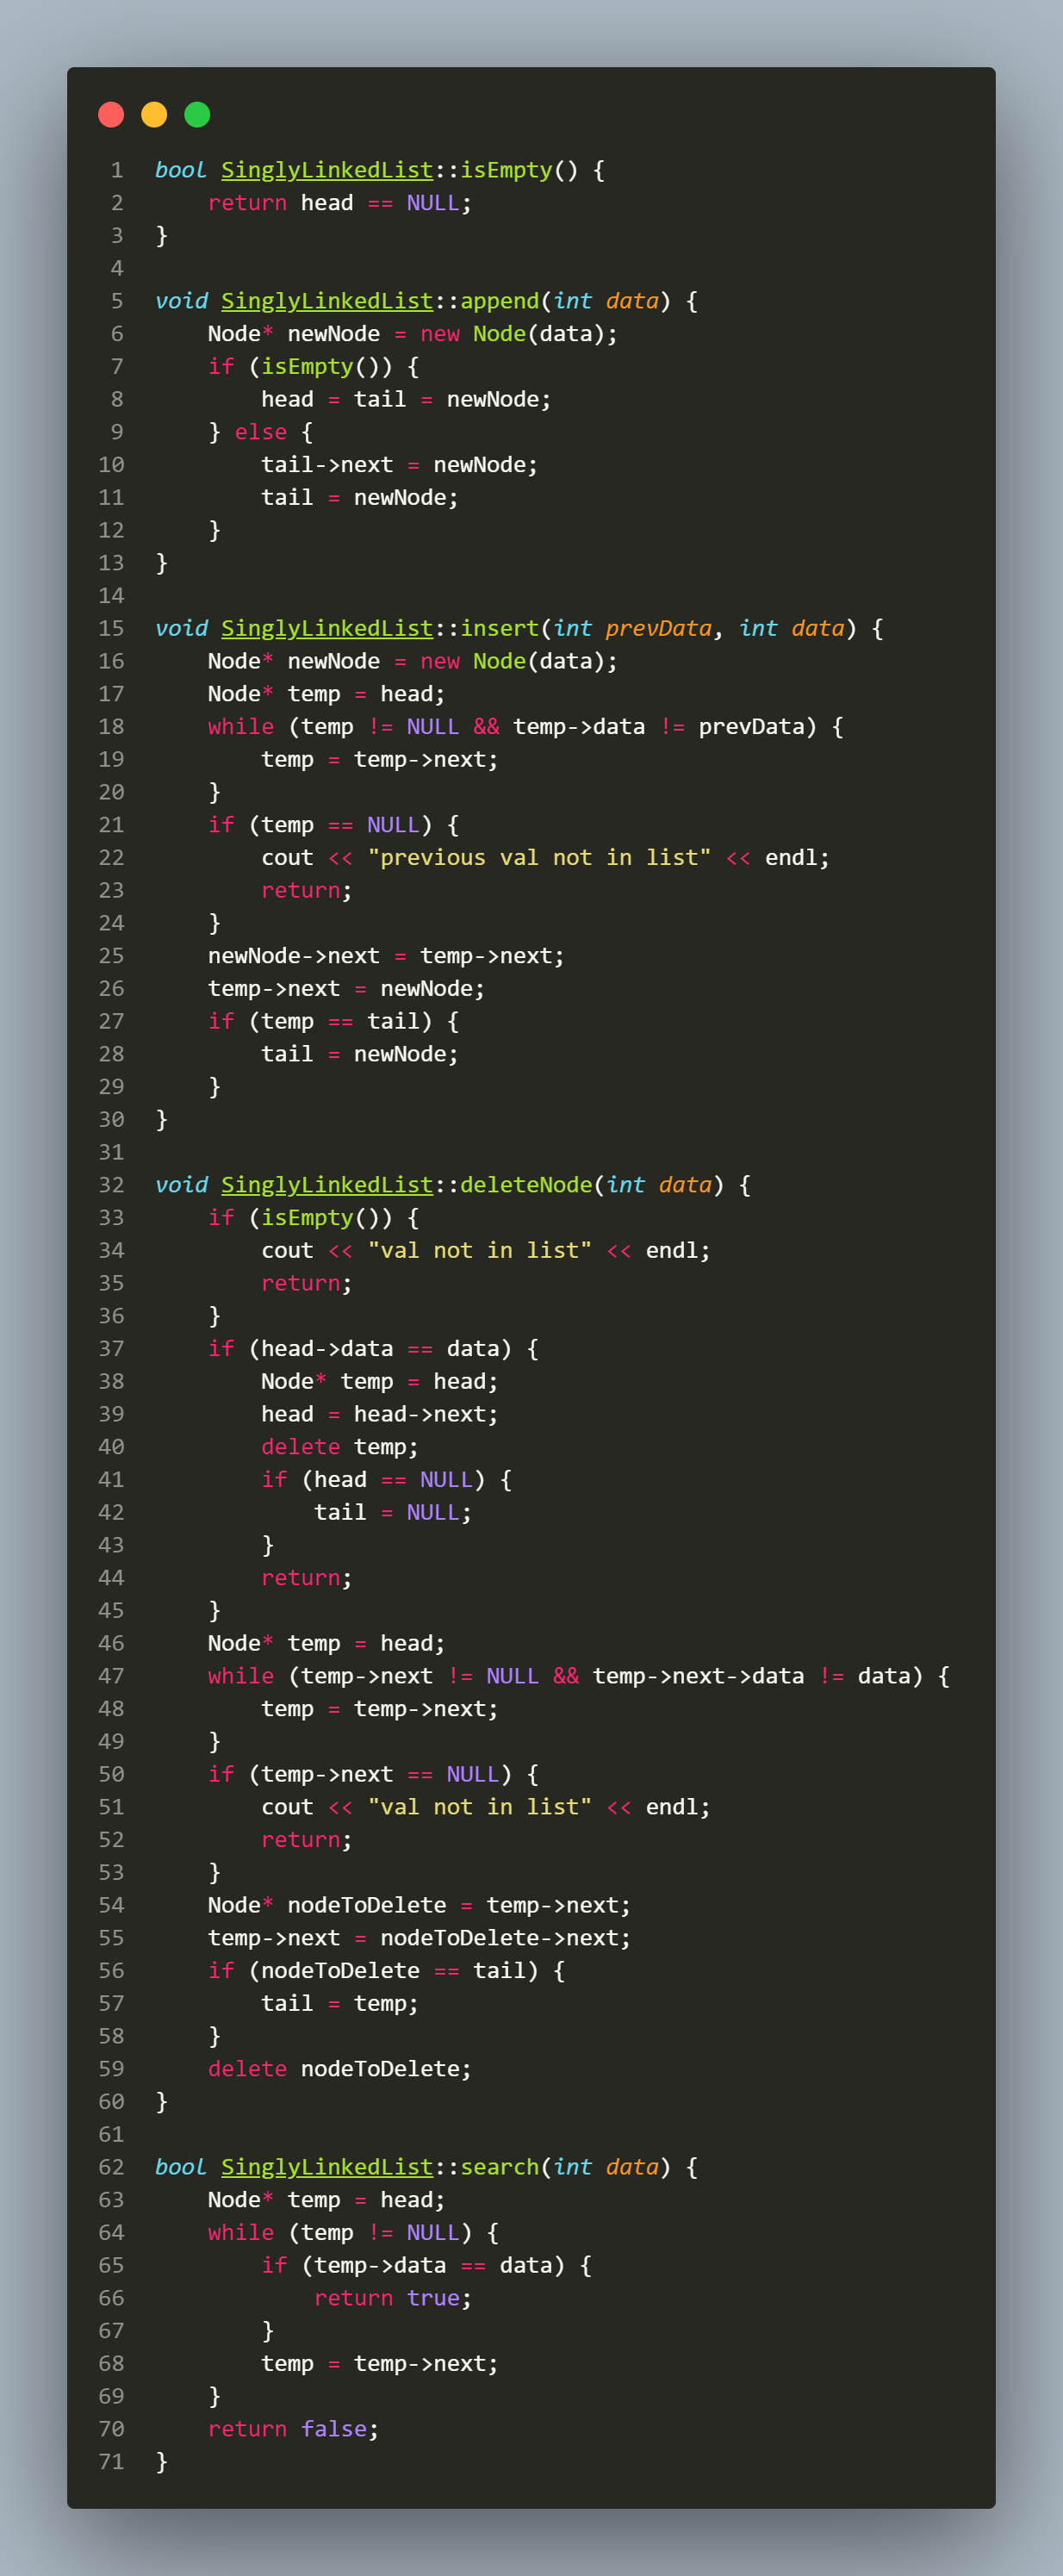 1 bool SinglyLinkedList::isEmpty() {
2     return head == NULL;
3 }
4
5 void SinglyLinkedList::append(int data) {
6     Node* newNode = new Node(data);
7     if (isEmpty()) {
8         head = tail = newNode;
9     } else {
10         tail->next = newNode;
11         tail = newNode;
12     }
13 }
14
15 void SinglyLinkedList::insert(int prevData, int data) {
16     Node* newNode = new Node(data);
17     Node* temp = head;
18     while (temp != NULL && temp->data != prevData) {
19         temp = temp->next;
20     }
21     if (temp == NULL) {
22         cout << "previous val not in list" << endl;
23         return;
24     }
25     newNode->next = temp->next;
26     temp->next = newNode;
27     if (temp == tail) {
28         tail = newNode;
29     }
30 }
31
32 void SinglyLinkedList::deleteNode(int data) {
33     if (isEmpty()) {
34         cout << "val not in list" << endl;
35         return;
36     }
37     if (head->data == data) {
38         Node* temp = head;
39         head = head->next;
40         delete temp;
41         if (head == NULL) {
42             tail = NULL;
43         }
44         return;
45     }
46     Node* temp = head;
47     while (temp->next != NULL && temp->next->data != data) {
48         temp = temp->next;
49     }
50     if (temp->next == NULL) {
51         cout << "val not in list" << endl;
52         return;
53     }
54     Node* nodeToDelete = temp->next;
55     temp->next = nodeToDelete->next;
56     if (nodeToDelete == tail) {
57         tail = temp;
58     }
59     delete nodeToDelete;
60 }
61
62 bool SinglyLinkedList::search(int data) {
63     Node* temp = head;
64     while (temp != NULL) {
65         if (temp->data == data) {
66             return true;
67         }
68         temp = temp->next;
69     }
70     return false;
71 }